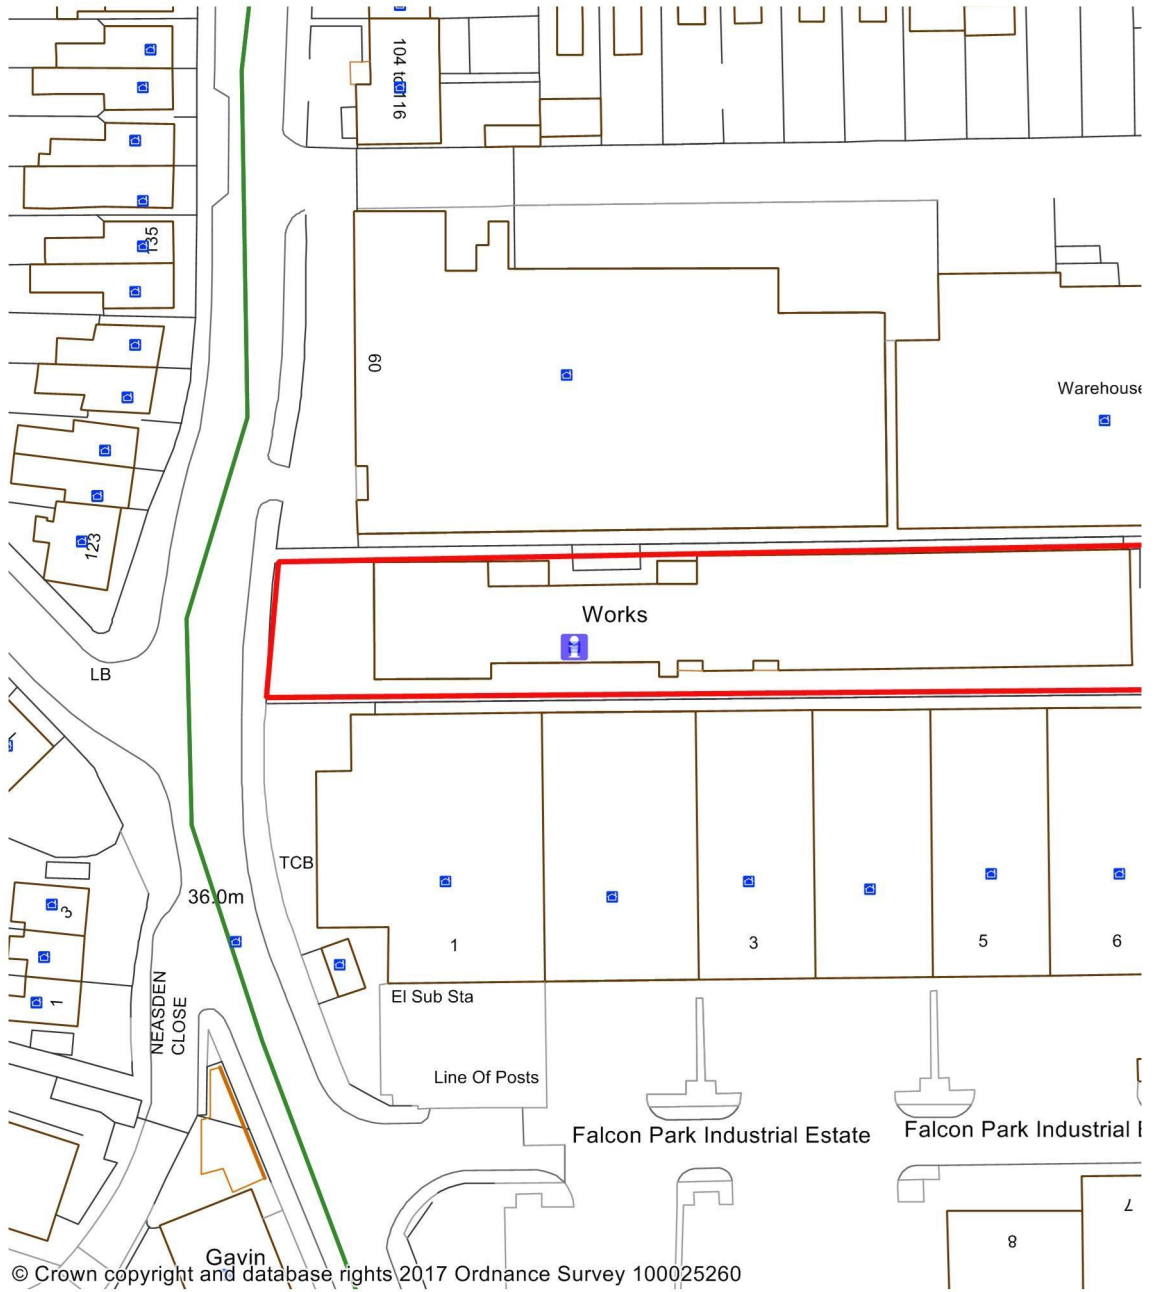 104 to 116
135
60
Warehouse
123
Works
LB
TCB
36.0m
3
1
3
5
6
1
El Sub Sta
NEASDEN
CLOSE
Line Of Posts
Falcon Park Industrial Estate
Falcon Park Industrial E
7
8
Gavin
© Crown copyright and database rights 2017 Ordnance Survey 100025260